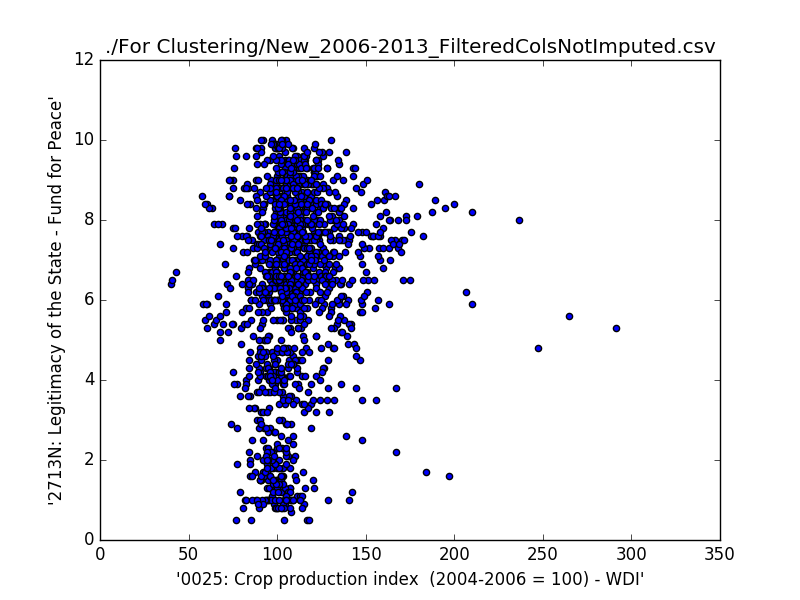 ./For Clustering/New_2006-2013_FilteredColsNotImputed.csv
12
10
8
6
4
2
0
'2713N: Legitimacy of the State - Fund for Peace'
0 50 100 150 200 250 300 350
'0025: Crop production index  (2004-2006 = 100) - WDI'